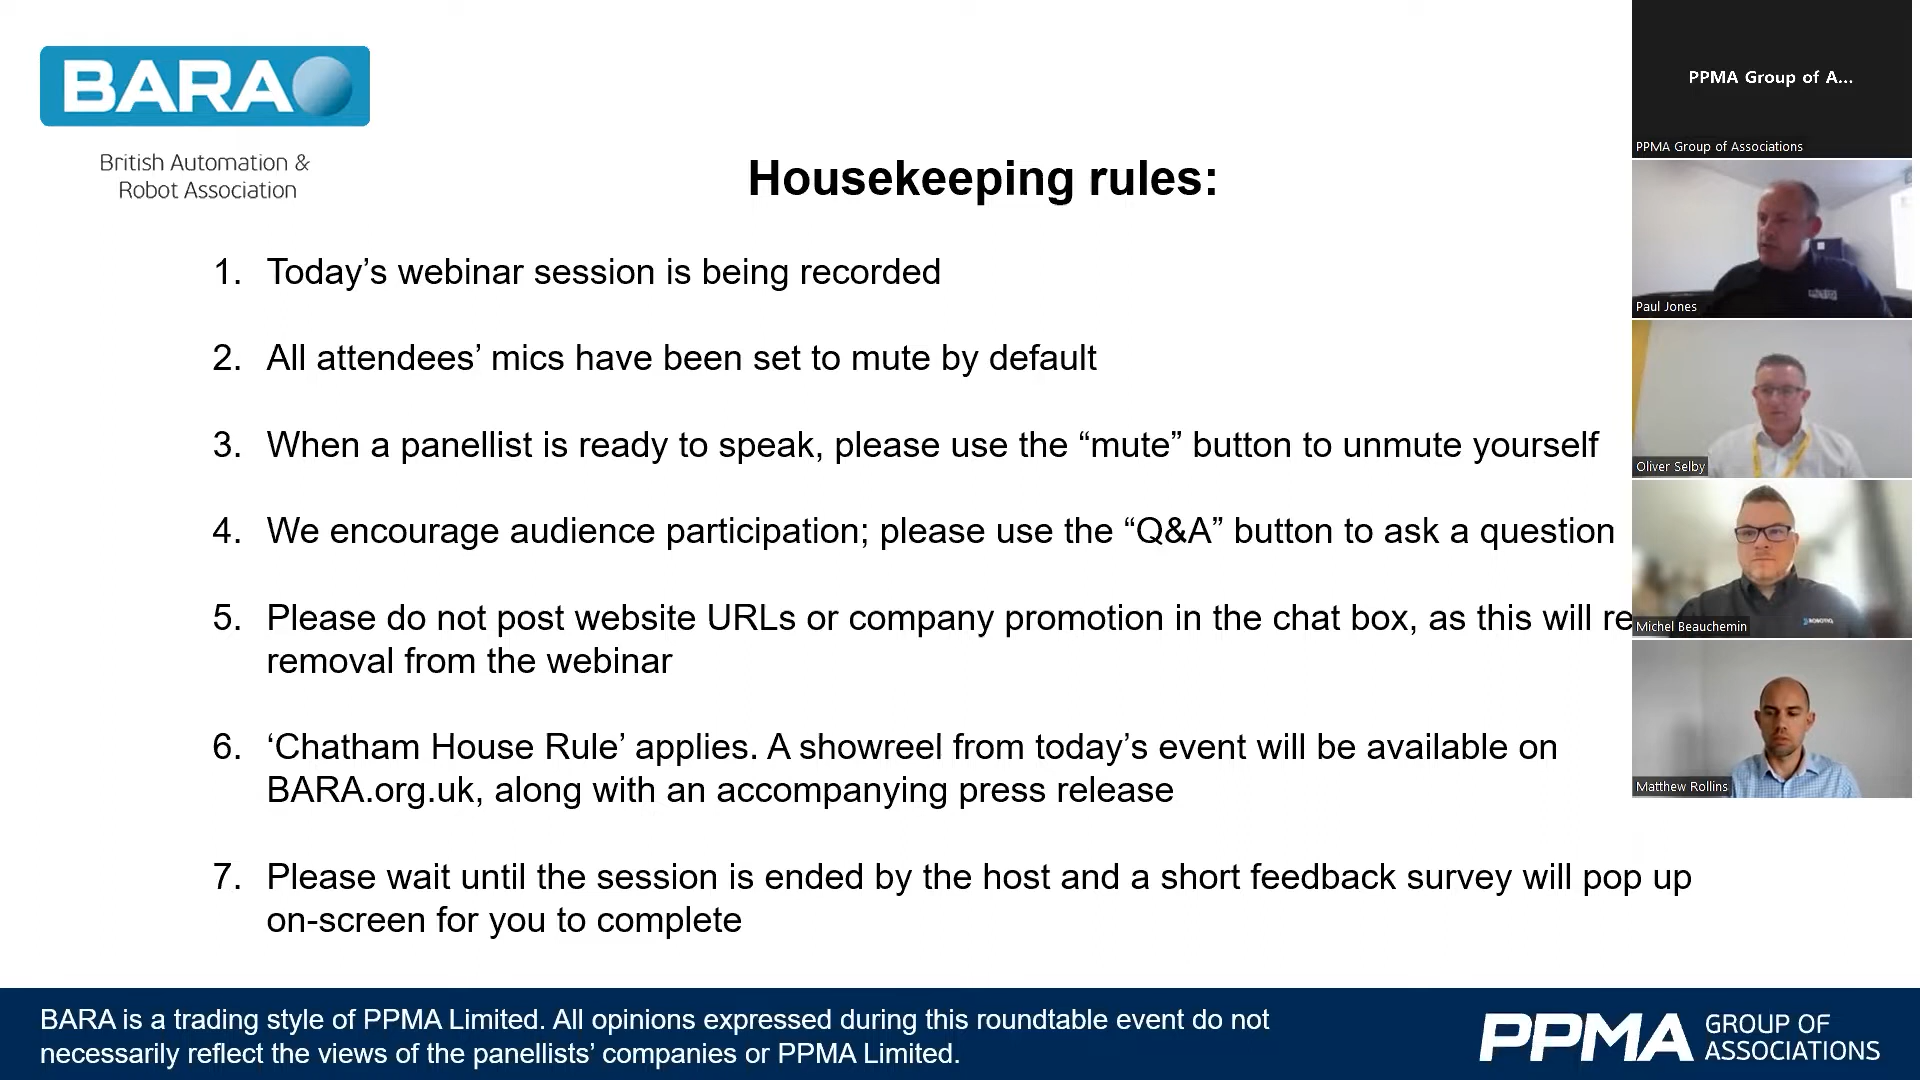 BARA
British Automation &
Robot Association
Housekeeping rules:
1. Today’s webinar session is being recorded
2. All attendees’ mics have been set to mute by default
3. When a panellist is ready to speak, please use the “mute” button to unmute yourself
4. We encourage audience participation; please use the “Q&A” button to ask a question
5. Please do not post website URLs or company promotion in the chat box, as this will re
removal from the webinar
6. ‘Chatham House Rule’ applies. A showreel from today’s event will be available on
BARA.org.uk, along with an accompanying press release
7. Please wait until the session is ended by the host and a short feedback survey will pop up
on-screen for you to complete
PPMA Group of A...
PPMA Group of Associations
Paul Jones
Oliver Selby
ROBOTIQ
Michel Beauchemin
Matthew Rollins
BARA is a trading style of PPMA Limited. All opinions expressed during this roundtable event do not
necessarily reflect the views of the panellists’ companies or PPMA Limited.
PPMA GROUP OF
ASSOCIATIONS